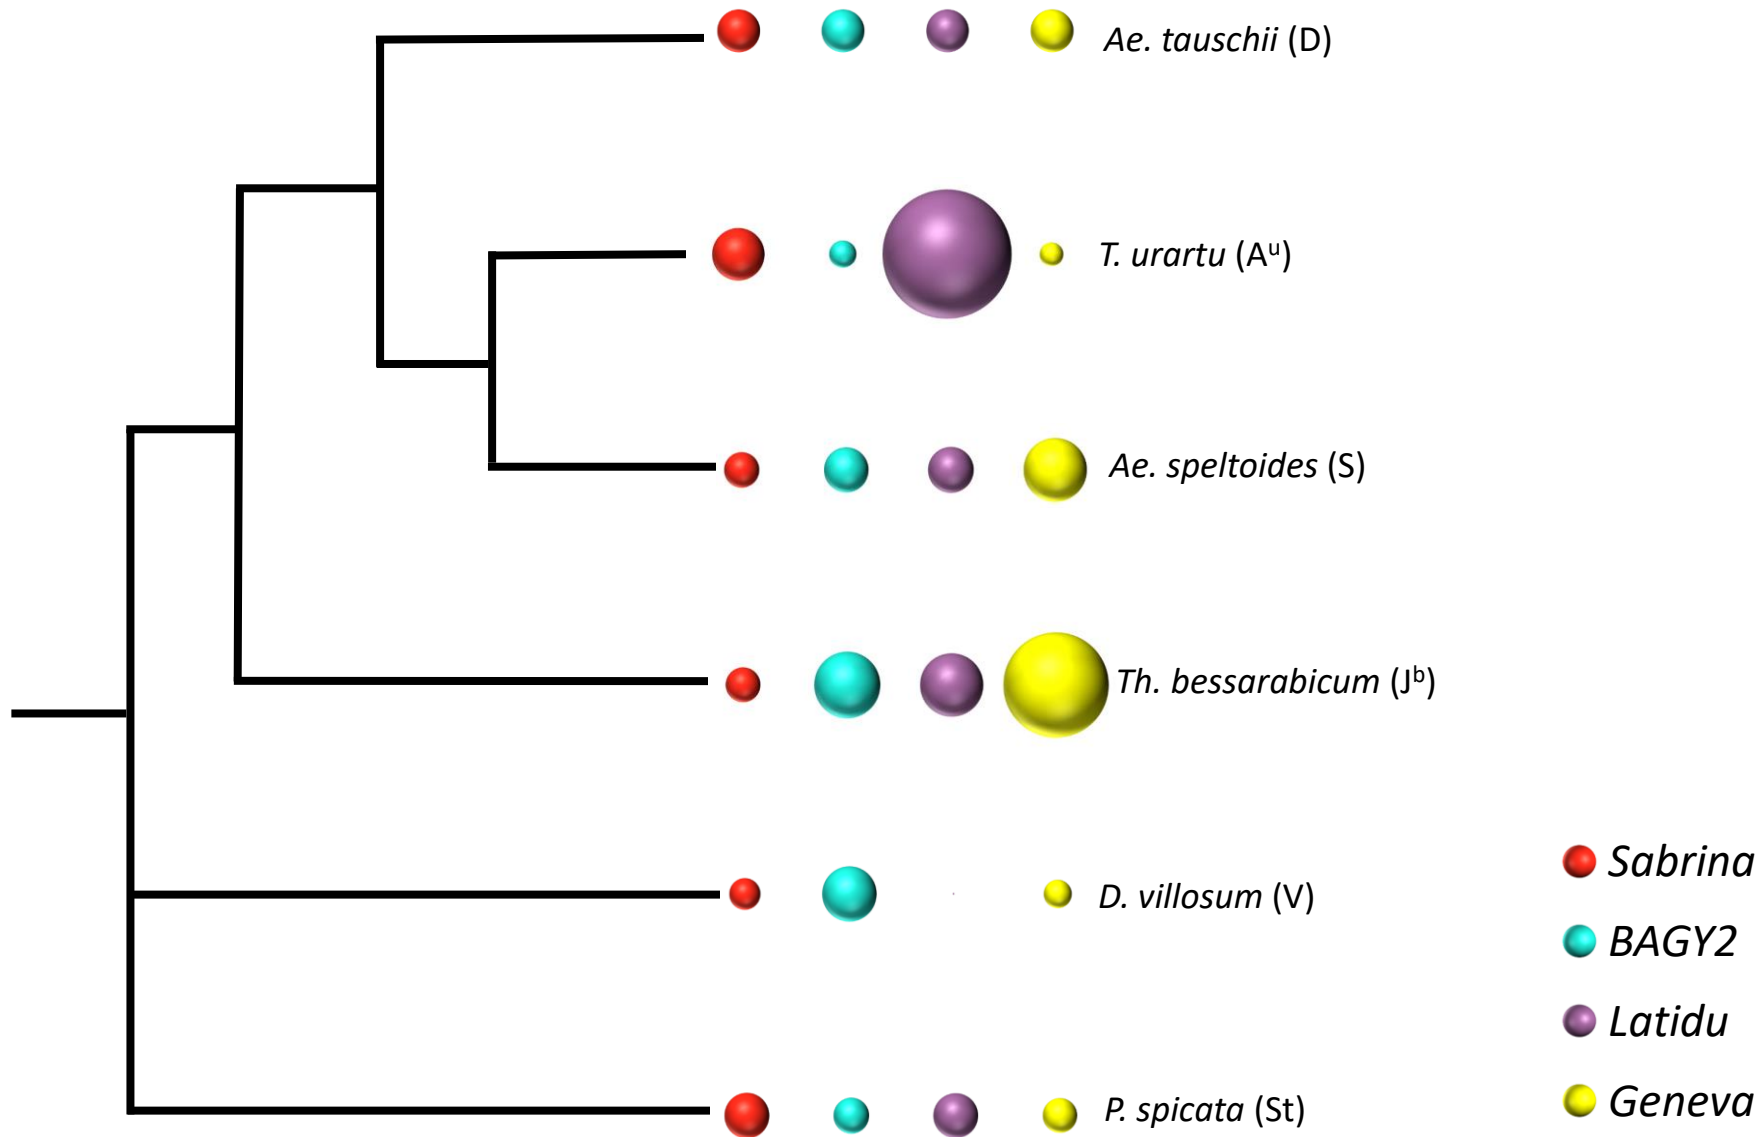 Ae. tauschii (D)
T. urartu (Aᵘ)
Ae. speltoides (S)
Th. bessarabicum (Jᵇ)
D. villosum (V)
P. spicata (St)
Sabrina
BAGY2
Latidu
Geneva